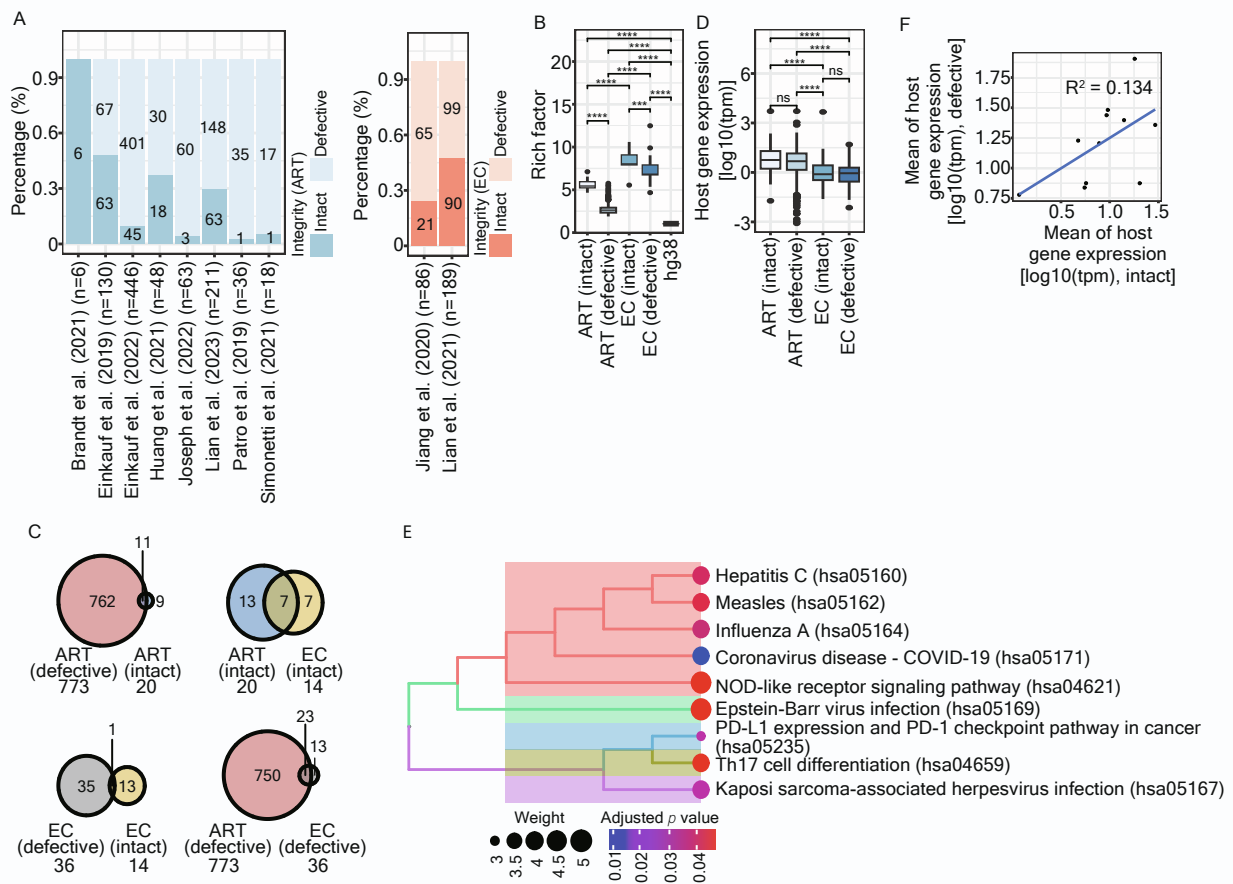 A
Percentage (%)
0.9
0.6
0.3
0
6
67
63
401
45
30
18
60
3
148
63
35
1
17
1
Integrity (ART)
Intact
Defective
Brandt et al. (2021) (n=6)
Einkauf et al. (2019) (n=130)
Einkauf et al. (2022) (n=446)
Huang et al. (2021) (n=48)
Joseph et al. (2022) (n=63)
Lian et al. (2023) (n=211)
Patro et al. (2019) (n=36)
Simonetti et al. (2021) (n=18)
Percentage (%)
0.9
0.6
0.3
0
65
21
99
90
Integrity (EC)
Intact
Defective
Jiang et al. (2020) (n=86)
Lian et al. (2021) (n=189)
B
Rich factor
20
15
10
5
0
****
****
****
****
****
***
****
ART (intact)
ART (defective)
EC (intact)
EC (defective)
hg38
D
Host gene expression
[log10(tpm)]
6
3
0
-3
****
****
****
ns
ns
****
ART (intact)
ART (defective)
EC (intact)
EC (defective)
F
Mean of host
gene expression
[log10(tpm), defective]
1.75
1.50
1.25
1.00
0.75
R² = 0.134
0.5
1.0
1.5
Mean of host
gene expression
[log10(tpm), intact]
C
11
762
9
ART
(defective)
773
ART
(intact)
20
13
7
7
ART
(intact)
20
EC
(intact)
14
1
35
13
EC
(defective)
36
EC
(intact)
14
23
13
750
ART
(defective)
773
EC
(defective)
36
E
Hepatitis C (hsa05160)
Measles (hsa05162)
Influenza A (hsa05164)
Coronavirus disease - COVID-19 (hsa05171)
NOD-like receptor signaling pathway (hsa04621)
Epstein-Barr virus infection (hsa05169)
PD-L1 expression and PD-1 checkpoint pathway in cancer
(hsa05235)
Th17 cell differentiation (hsa04659)
Kaposi sarcoma-associated herpesvirus infection (hsa05167)
Weight
3
3.5
4
4.5
5
Adjusted p value
0.01
0.02
0.03
0.04